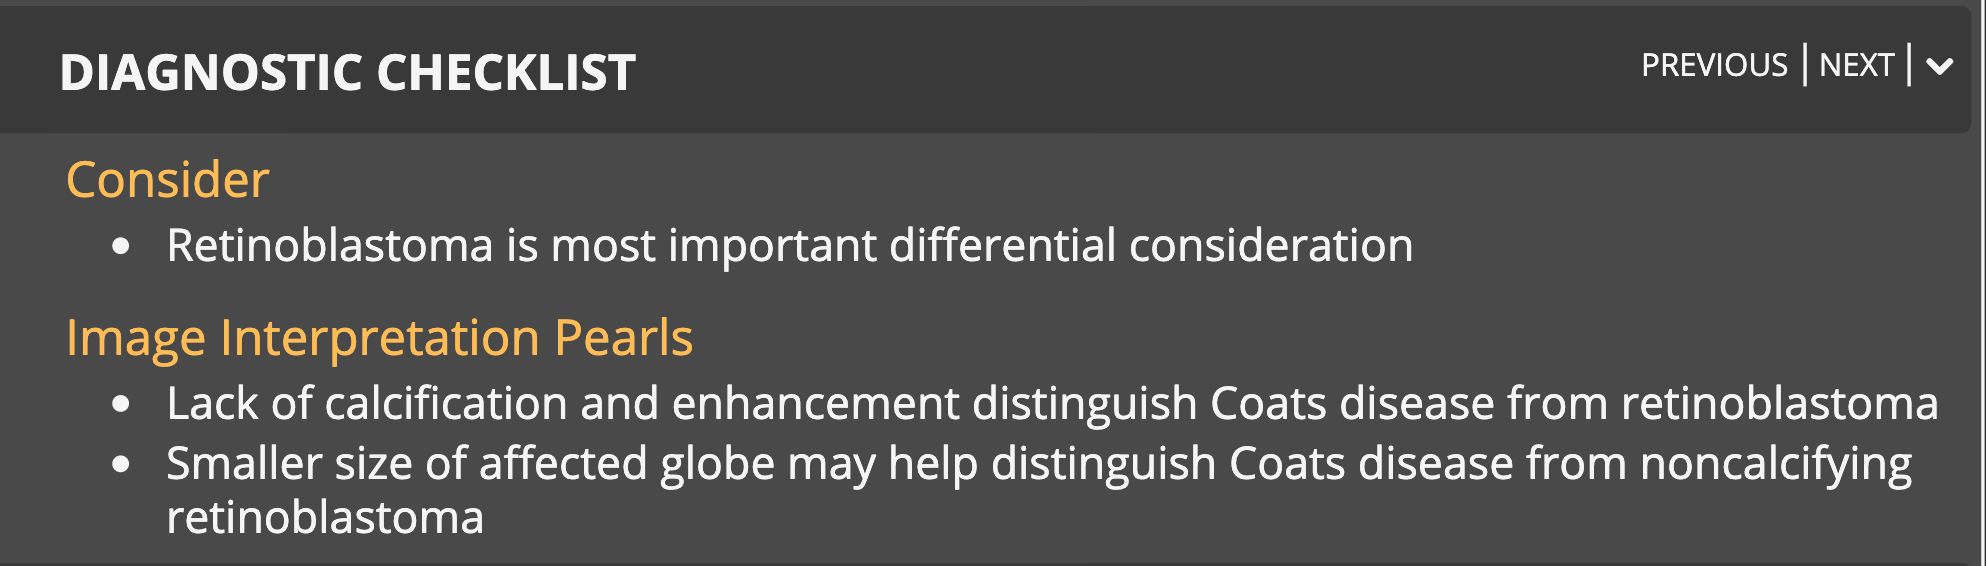 DIAGNOSTIC CHECKLIST
PREVIOUS | NEXT |
Consider
• Retinoblastoma is most important differential consideration
Image Interpretation Pearls
• Lack of calcification and enhancement distinguish Coats disease from retinoblastoma
• Smaller size of affected globe may help distinguish Coats disease from noncalcifying
retinoblastoma